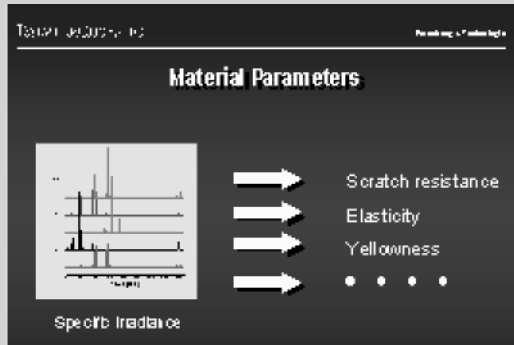 Material Parameters
Scratch resistance
Elasticity
Yellowness
• • • •
Specific Irradiance